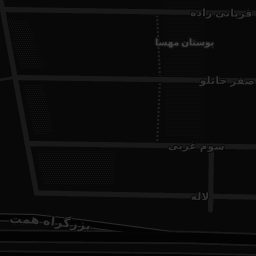 قربانی زاده
بوستان مهسا
صفر خانلو
سوم غربی
لاله
بزرگراه همت